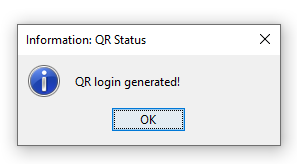 Information: QR Status
QR login generated!
OK